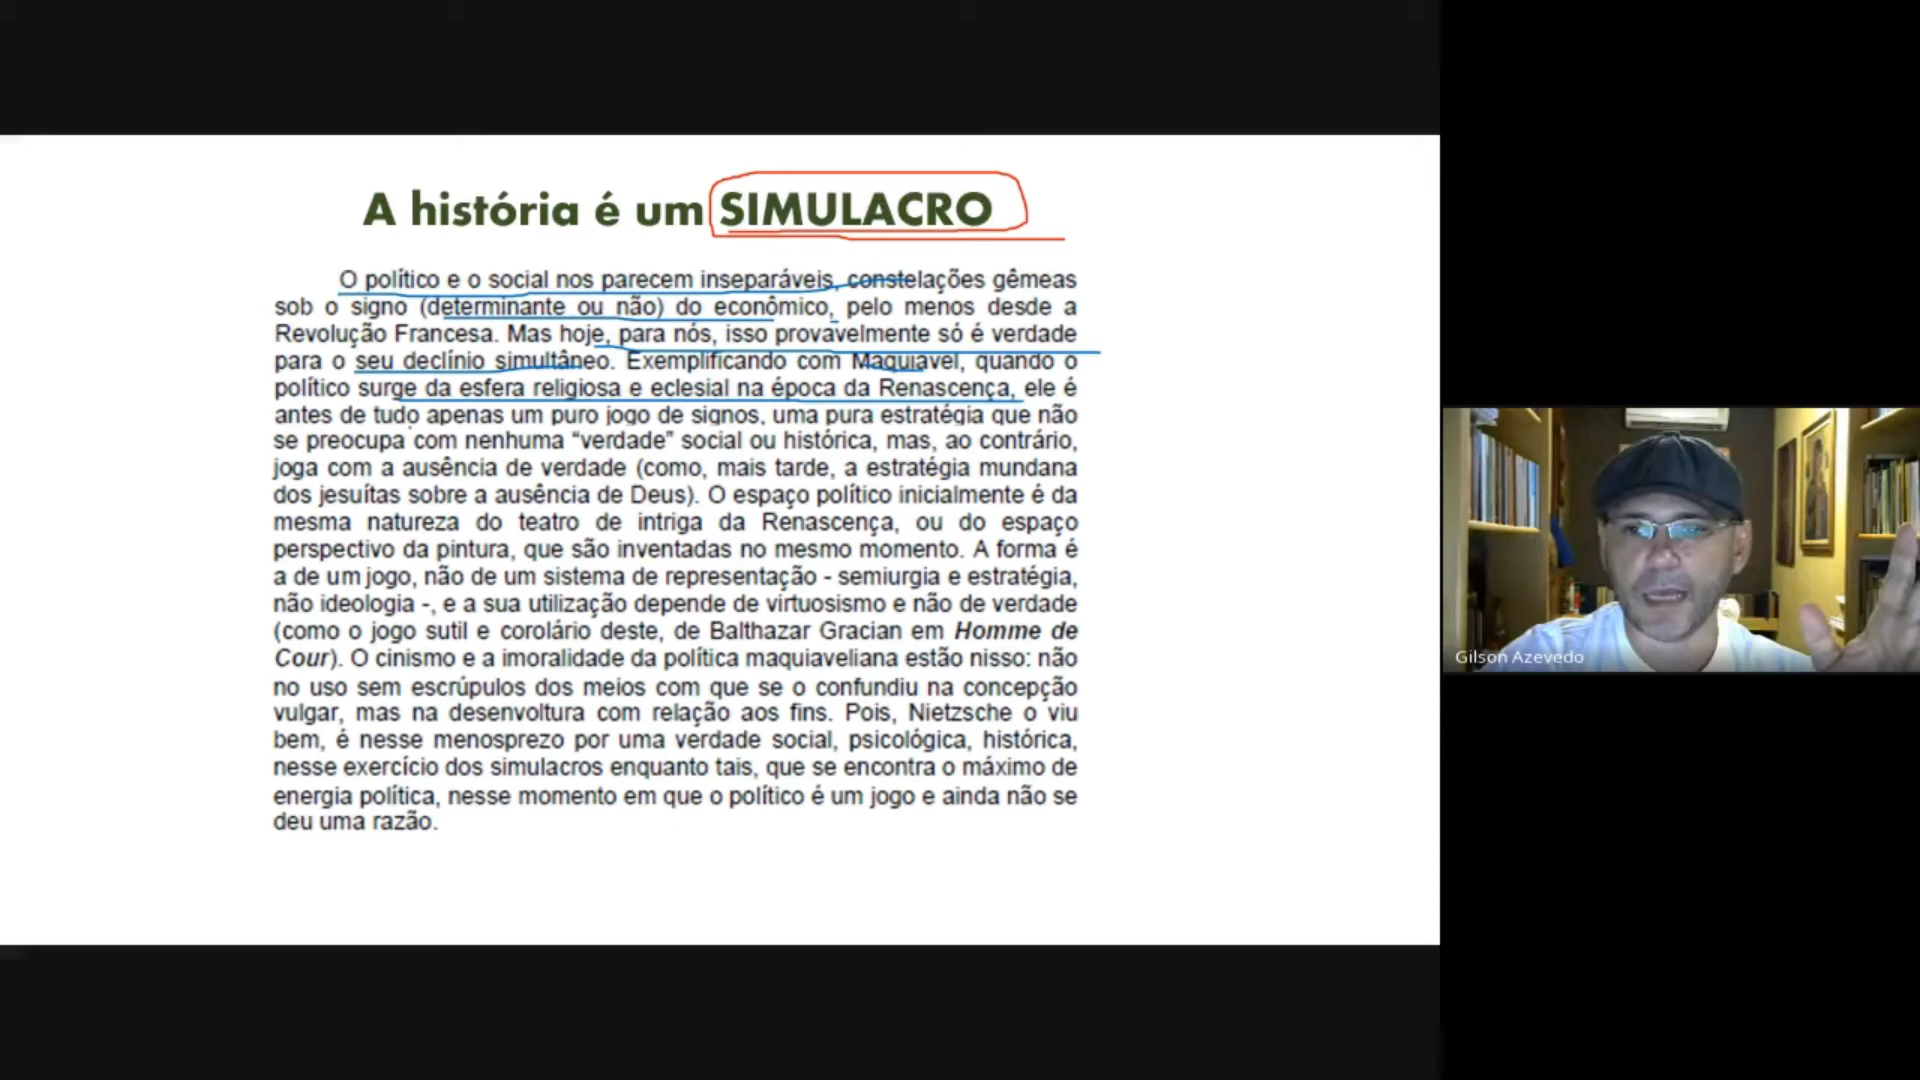 A história é um SIMULACRO
O político e o social nos parecem inseparáveis, constelações gêmeas
sob o signo (determinante ou não) do econômico, pelo menos desde a
Revolução Francesa. Mas hoje, para nós, isso provavelmente só é verdade
para o seu declínio simultâneo. Exemplificando com Maquiavel, quando o
político surge da esfera religiosa e eclesial na época da Renascença, ele é
antes de tudo apenas um puro jogo de signos, uma pura estratégia que não
se preocupa com nenhuma “verdade” social ou histórica, mas, ao contrário,
joga com a ausência de verdade (como, mais tarde, a estratégia mundana
dos jesuítas sobre a ausência de Deus). O espaço político inicialmente é da
mesma natureza do teatro de intriga da Renascença, ou do espaço
perspectivo da pintura, que são inventadas no mesmo momento. A forma é
a de um jogo, não de um sistema de representação - semiurgia e estratégia,
não ideologia -, e a sua utilização depende de virtuosismo e não de verdade
(como o jogo sutil e corolário deste, de Balthazar Gracian em Homme de
Cour). O cinismo e a imoralidade da política maquiaveliana estão nisso: não
no uso sem escrúpulos dos meios com que se o confundiu na concepção
vulgar, mas na desenvoltura com relação aos fins. Pois, Nietzsche o viu
bem, é nesse menosprezo por uma verdade social, psicológica, histórica,
nesse exercício dos simulacros enquanto tais, que se encontra o máximo de
energia política, nesse momento em que o político é um jogo e ainda não se
deu uma razão.
Gilson Azevedo